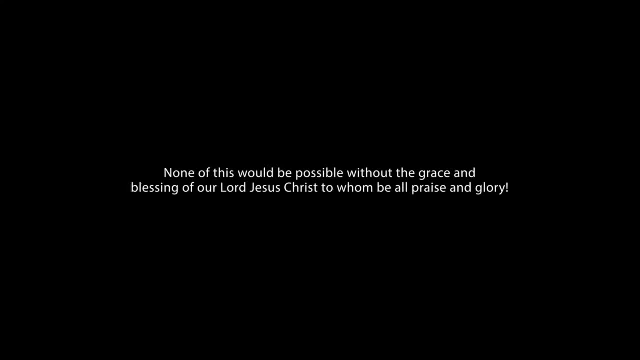 None of this would be possible without the grace and
blessing of our Lord Jesus Christ to whom be all praise and glory!